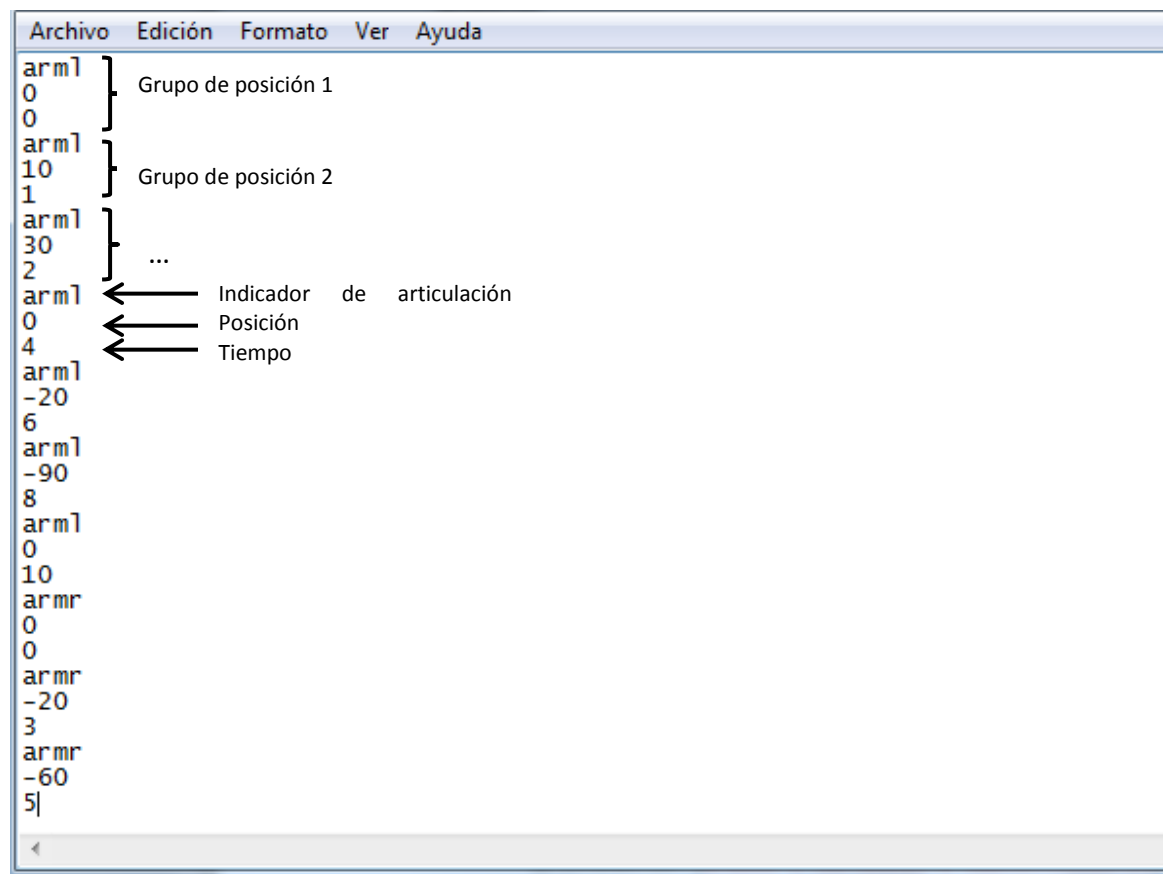 Archivo Edición Formato Ver Ayuda
arml
0 Grupo de posición 1
0
arml
10 Grupo de posición 2
1
arml
30 ...
2
arml Indicador de articulación
0 Posición
4 Tiempo
arml
-20
6
arml
-90
8
arml
0
10
armr
0
0
armr
-20
3
armr
-60
5